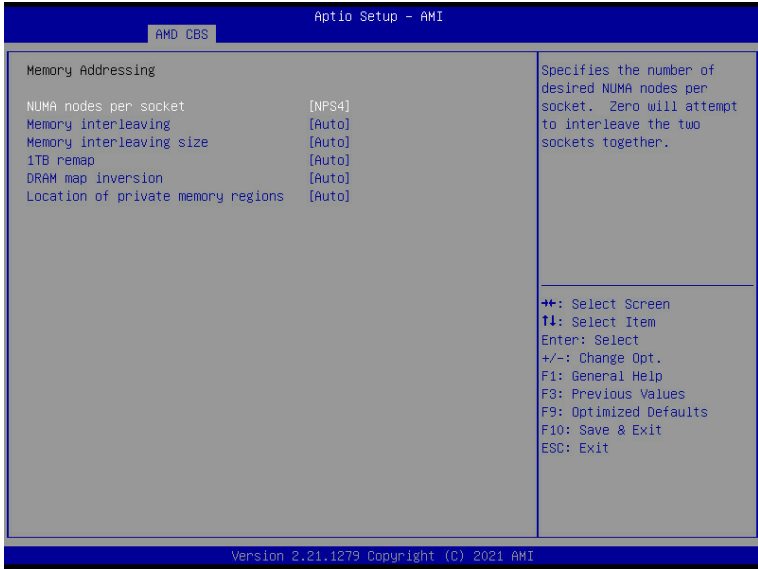 Aptio Setup - AMI
AMD CBS
Memory Addressing
NUMA nodes per socket [NPS4]
Memory interleaving [Auto]
Memory interleaving size [Auto]
1TB remap [Auto]
DRAM map inversion [Auto]
Location of private memory regions [Auto]
Specifies the number of
desired NUMA nodes per
socket. Zero will attempt
to interleave the two
sockets together.
→←: Select Screen
↑↓: Select Item
Enter: Select
+/-: Change Opt.
F1: General Help
F3: Previous Values
F9: Optimized Defaults
F10: Save & Exit
ESC: Exit
Version 2.21.1279 Copyright (C) 2021 AMI